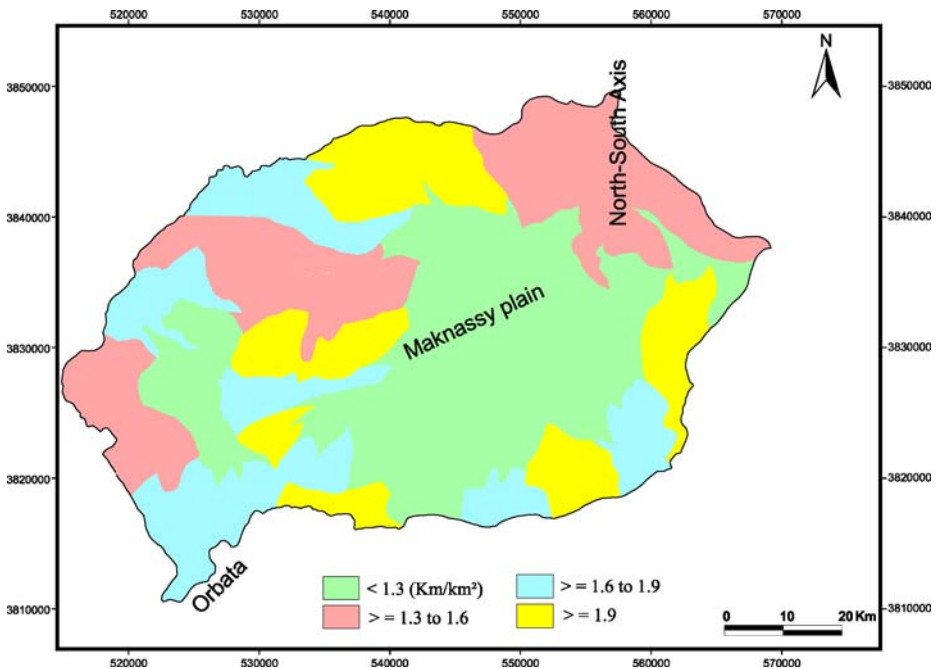 520000 530000 540000 550000 560000 570000
N
3850000 3850000
North-South Axis
3840000 3840000
Maknassy plain
3830000 3830000
3820000 3820000
Orbata
< 1.3 (Km/km²) > = 1.6 to 1.9
> = 1.3 to 1.6 > = 1.9
3810000 3810000
0 10 20 Km
520000 530000 540000 550000 560000 570000